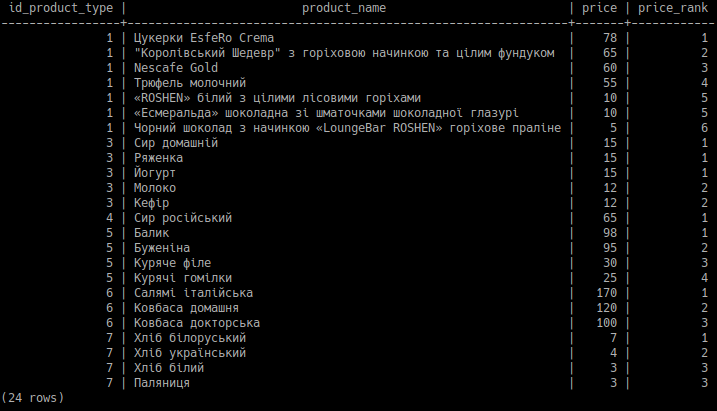 id_product_type | product_name | price | price_rank
-----------------+--------------------------------------------------------------+-------+------------
1 | Цукерки EsfeRo Crema | 78 | 1
1 | "Королівський Шедевр" з горіховою начинкою та цілим фундуком | 65 | 2
1 | Nescafe Gold | 60 | 3
1 | Трюфель молочний | 55 | 4
1 | «ROSHEN» білий з цілими лісовими горіхами | 10 | 5
1 | «Есмеральда» шоколадна зі шматочками шоколадної глазурі | 10 | 5
1 | Чорний шоколад з начинкою «LoungeBar ROSHEN» горіхове праліне | 5 | 6
3 | Сир домашній | 15 | 1
3 | Ряженка | 15 | 1
3 | Йогурт | 15 | 1
3 | Молоко | 12 | 2
3 | Кефір | 12 | 2
4 | Сир російський | 65 | 1
5 | Балик | 98 | 1
5 | Буженіна | 95 | 2
5 | Куряче філе | 30 | 3
5 | Курячі гомілки | 25 | 4
6 | Салямі італійська | 170 | 1
6 | Ковбаса домашня | 120 | 2
6 | Ковбаса докторська | 100 | 3
7 | Хліб білоруський | 7 | 1
7 | Хліб український | 4 | 2
7 | Хліб білий | 3 | 3
7 | Паляниця | 3 | 3
(24 rows)